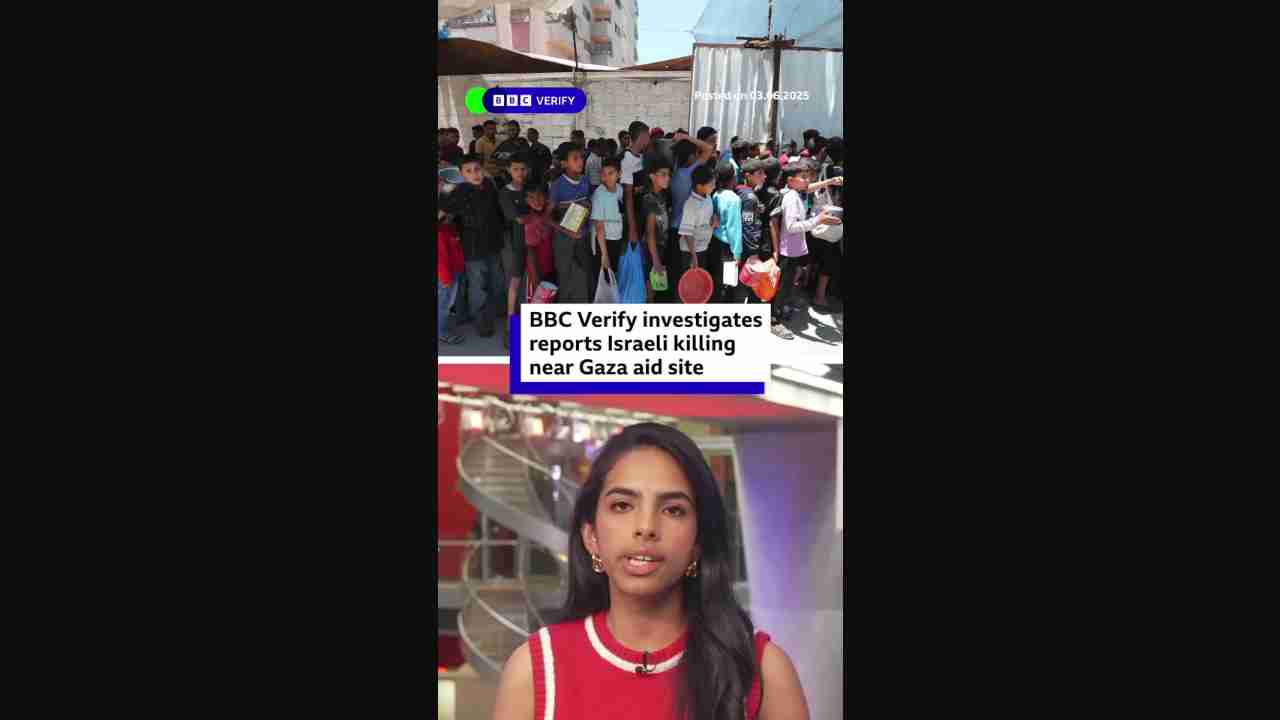 BBC VERIFY
Posted on 03.06.2025
BBC Verify investigates
reports Israeli killing
near Gaza aid site